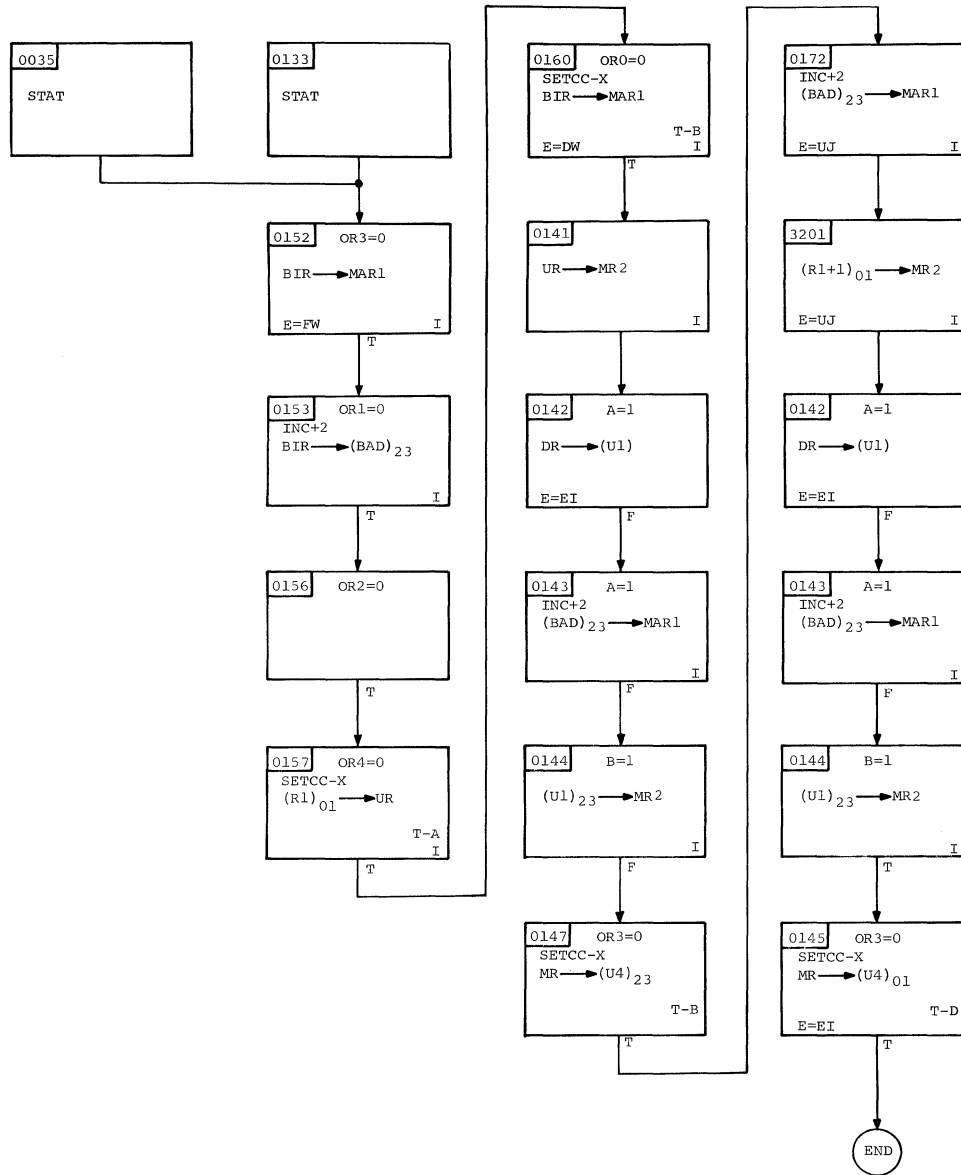 0035
STAT
0133
STAT
0152 OR3=0
BIR MAR1
E=FW I
T
0153 OR1=0
INC+2
BIR (BAD)23
I
T
0156 OR2=0
T
0157 OR4=0
SETCC-X
(R1)01 UR
T-A
I
T
0160 OR0=0
SETCC-X
BIR MAR1
T-B
E=DW I
T
0141
UR MR2
I
0142 A=1
DR (U1)
E=EI
F
0143 A=1
INC+2
(BAD)23 MAR1
I
F
0144 B=1
(U1)23 MR2
I
F
0147 OR3=0
SETCC-X
MR (U4)23
T-B
T
0172
INC+2
(BAD)23 MAR1
E=UJ I
3201
(R1+1)01 MR2
E=UJ I
0142 A=1
DR (U1)
E=EI
F
0143 A=1
INC+2
(BAD)23 MAR1
I
F
0144 B=1
(U1)23 MR2
I
T
0145 OR3=0
SETCC-X
MR (U4)01
T-D
E=EI
T
END